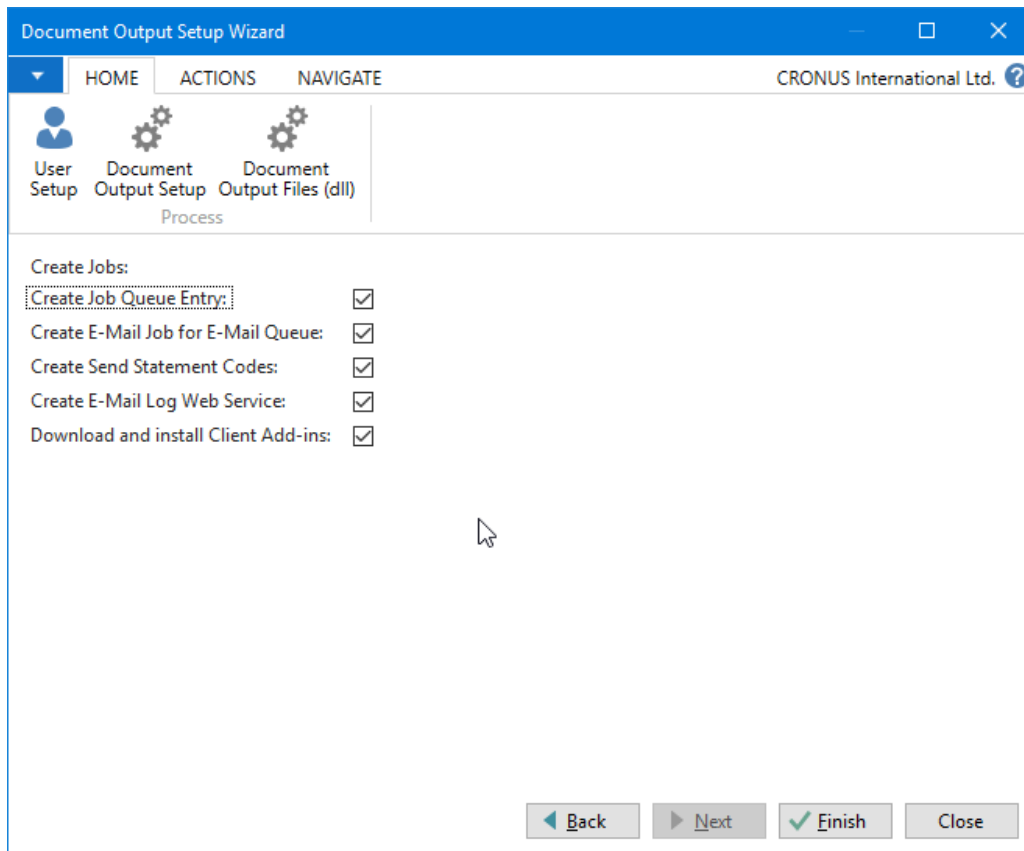 Document Output Setup Wizard
HOME ACTIONS NAVIGATE CRONUS International Ltd. ?
User Document Document
Setup Output Setup Output Files (dll)
Process
Create Jobs:
Create Job Queue Entry:
Create E-Mail Job for E-Mail Queue:
Create Send Statement Codes:
Create E-Mail Log Web Service:
Download and install Client Add-ins:
Back Next Finish Close